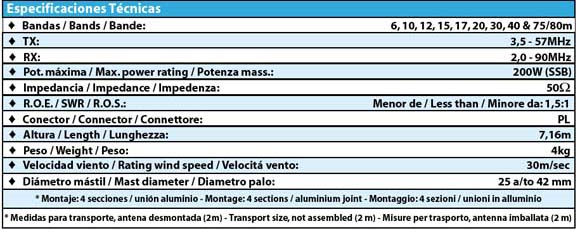 Especificaciones Técnicas
♦ Bandas / Bands / Bande: 6, 10, 12, 15, 17, 20, 30, 40 & 75/80m
♦ TX: 3,5 - 57MHz
♦ RX: 2,0 - 90MHz
♦ Pot. máxima / Max. power rating / Potenza mass.: 200W (SSB)
♦ Impedancia / Impedance / Impedenza: 50Ω
♦ R.O.E. / SWR / R.O.S.: Menor de / Less than / Minore da: 1,5:1
♦ Conector / Connector / Connettore: PL
♦ Altura / Length / Lunghezza: 7,16m
♦ Peso / Weight / Peso: 4kg
♦ Velocidad viento / Rating wind speed / Velocitá vento: 30m/sec
♦ Diámetro mástil / Mast diameter / Diametro palo: 25 a/to 42 mm
* Montaje: 4 secciones / unión aluminio - Montage: 4 sections / aluminium joint - Montaggio: 4 sezioni / unioni in alluminio
* Medidas para transporte, antena desmontada (2m) - Transport size, not assembled (2 m) - Misure per trasporto, antenna imballata (2 m)